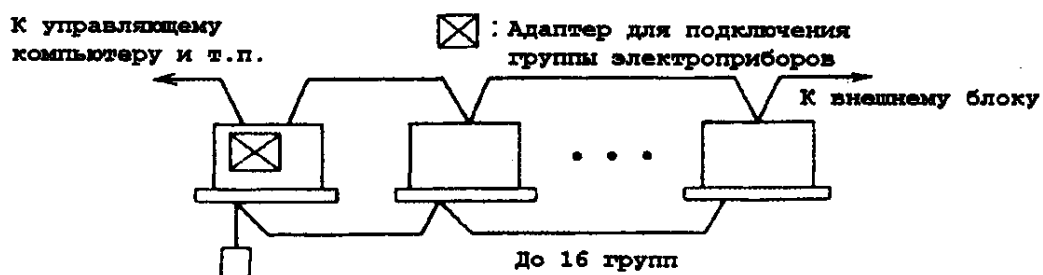 К управляющему
компьютеру и т.п.
: Адаптер для подключения
группы электроприборов
К внешнему блоку
До 16 групп